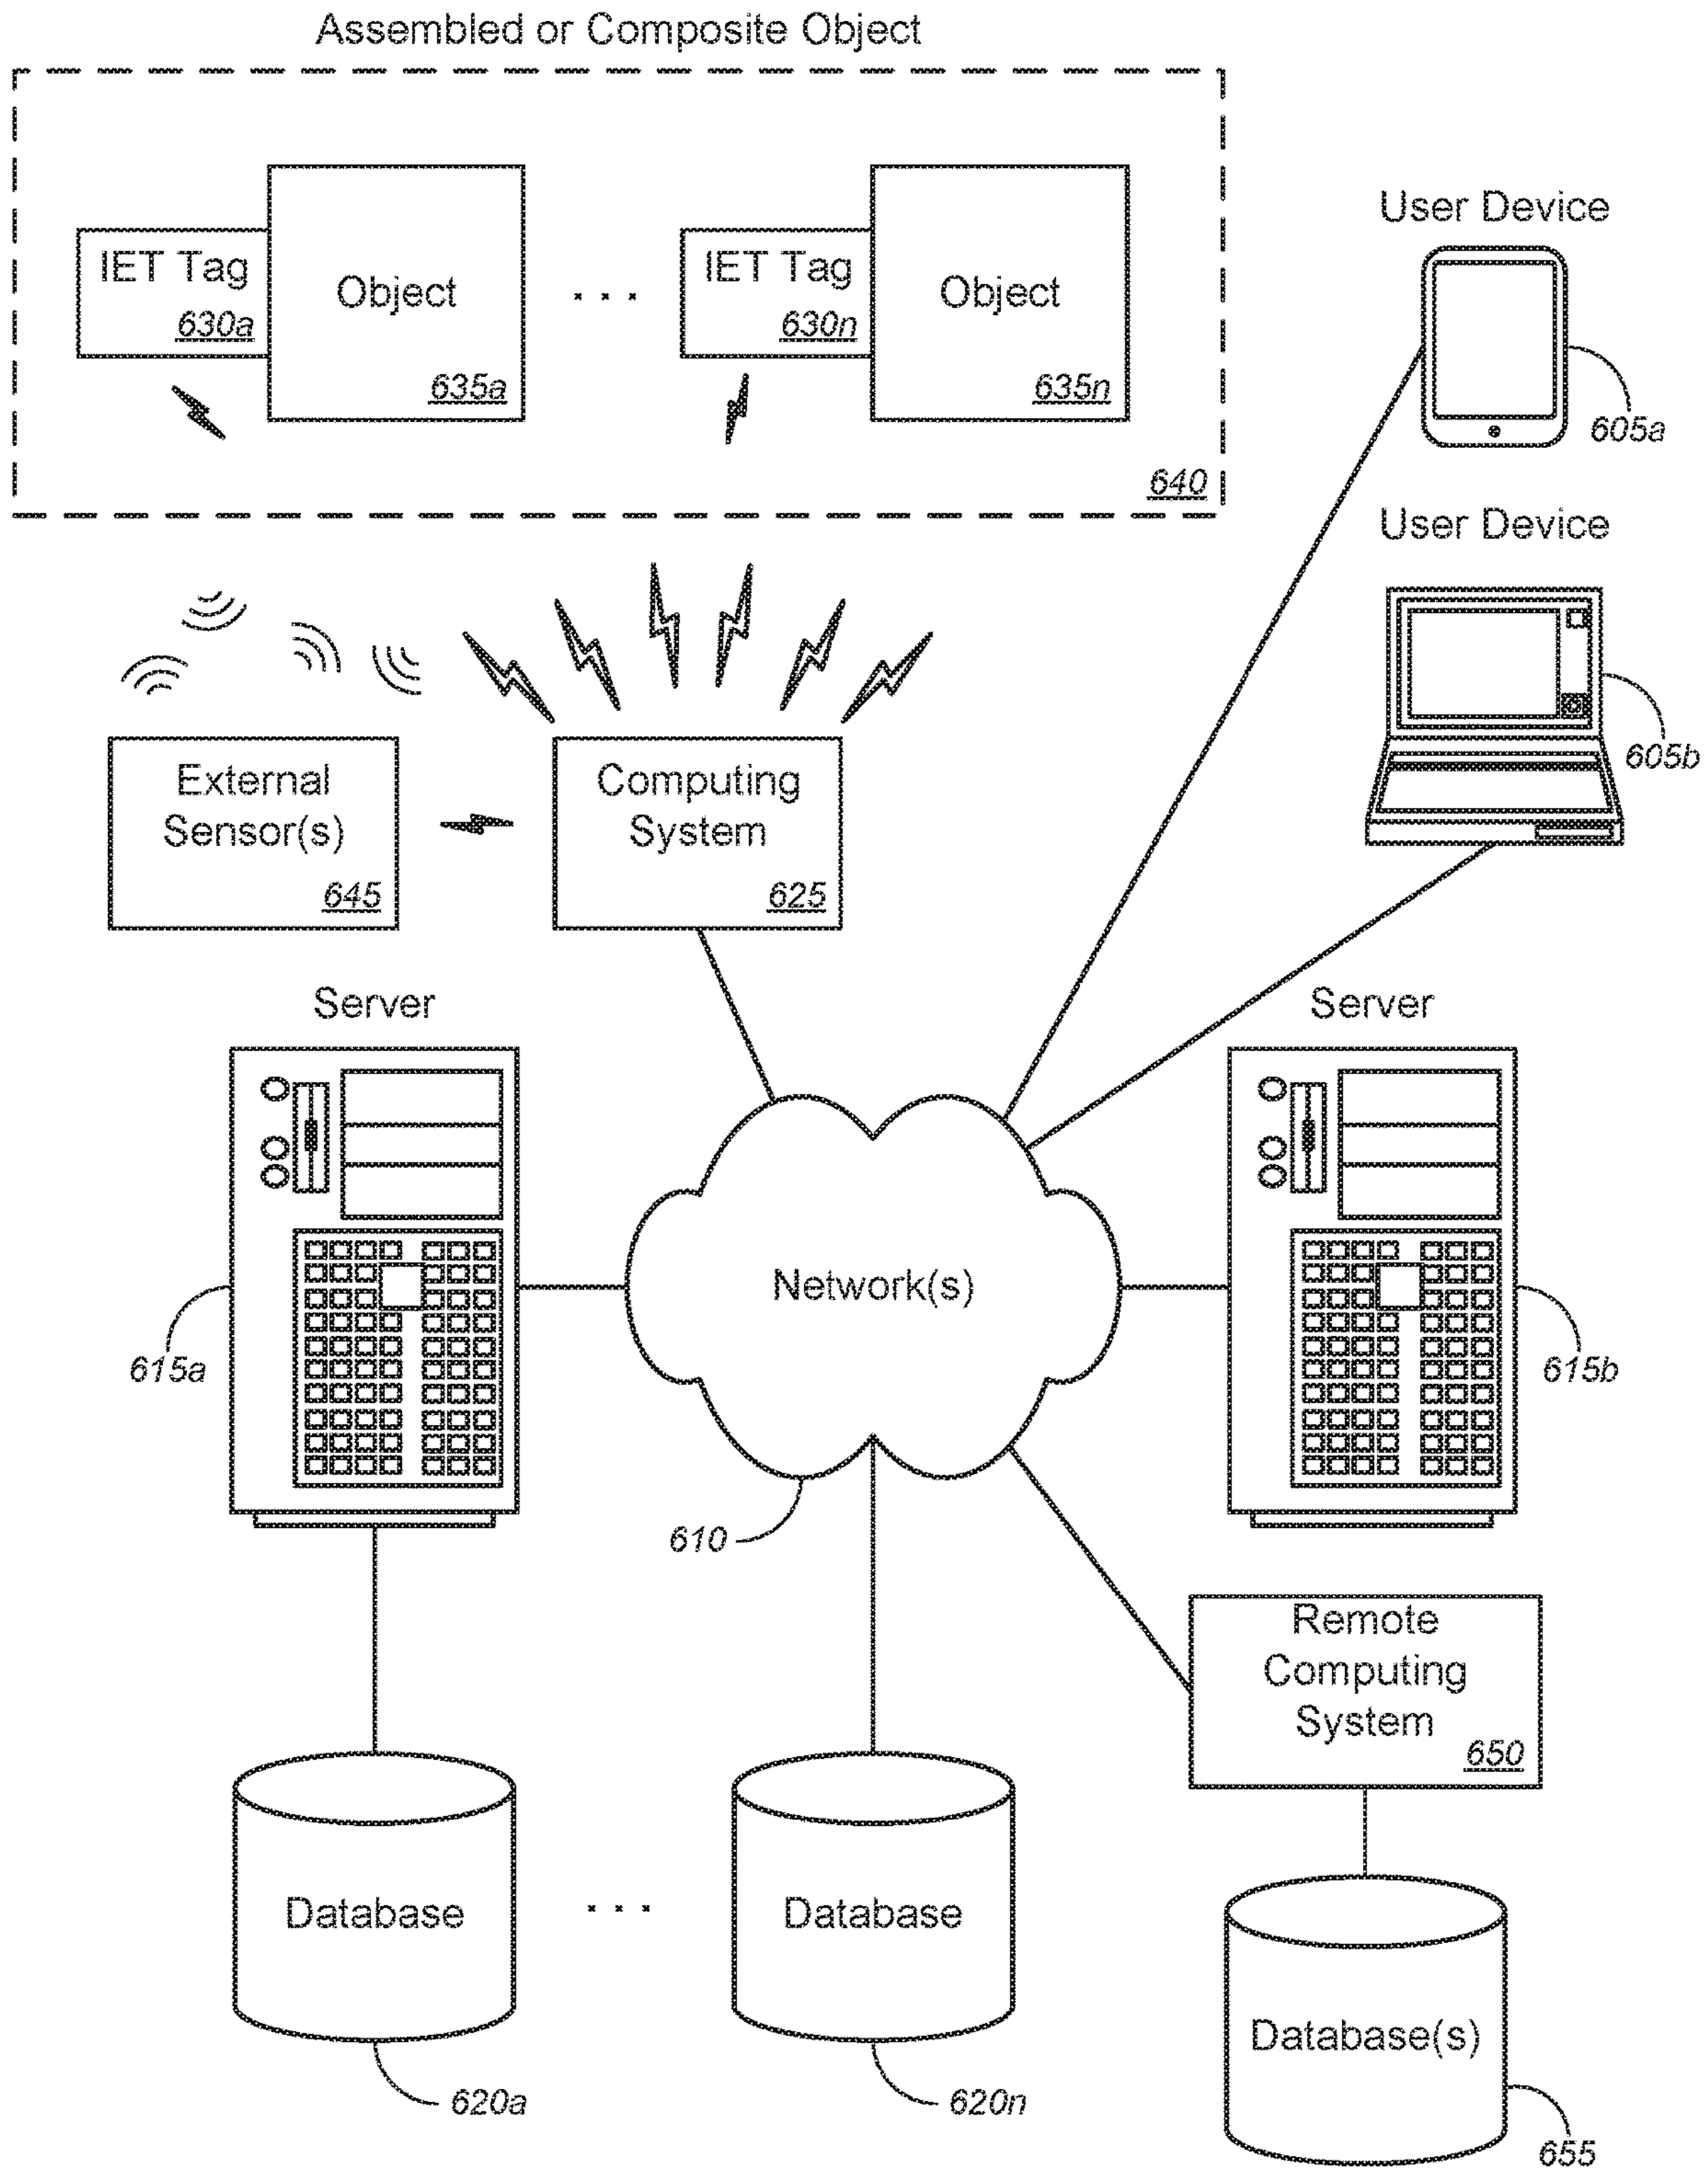 Assembled or Composite Object
IET Tag
630a
Object
635a
. . .
IET Tag
630n
Object
635n
640
User Device
605a
User Device
605b
External
Sensor(s)
645
Computing
System
625
Server
615a
Server
615b
Network(s)
610
Remote
Computing
System
650
Database
620a
. . .
Database
620n
Database(s)
655